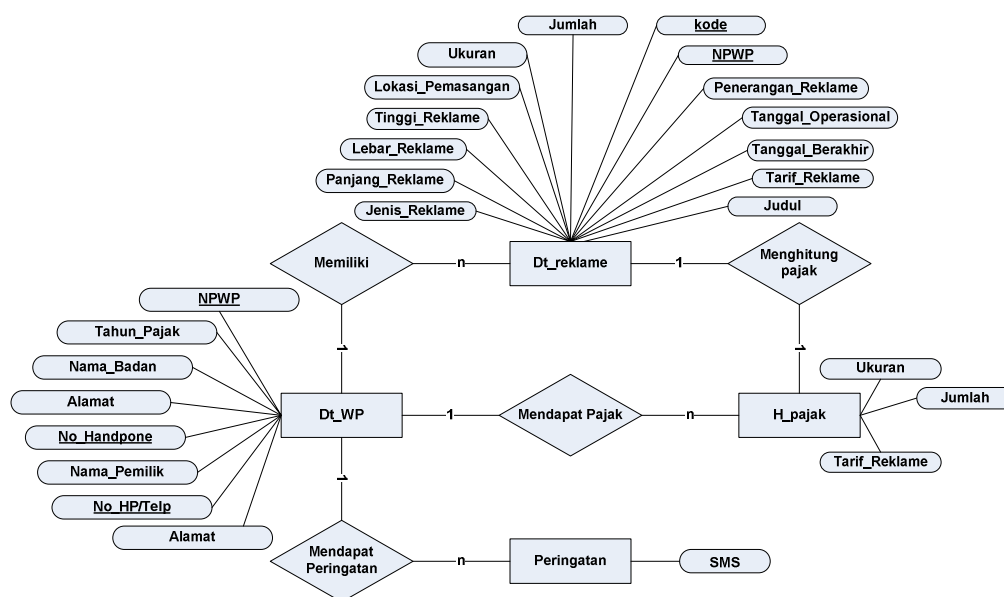 Jumlah
kode
Ukuran
NPWP
Lokasi_Pemasangan
Penerangan_Reklame
Tinggi_Reklame
Tanggal_Operasional
Lebar_Reklame
Tanggal_Berakhir
Panjang_Reklame
Tarif_Reklame
Jenis_Reklame
Judul
Memiliki
n
Dt_reklame
1
Menghitung
pajak
NPWP
Tahun_Pajak
1
1
Nama_Badan
Ukuran
Alamat
Jumlah
Dt_WP
1
Mendapat Pajak
n
H_pajak
No_Handpone
Nama_Pemilik
Tarif_Reklame
1
No_HP/Telp
Alamat
Mendapat
Peringatan
n
Peringatan
SMS